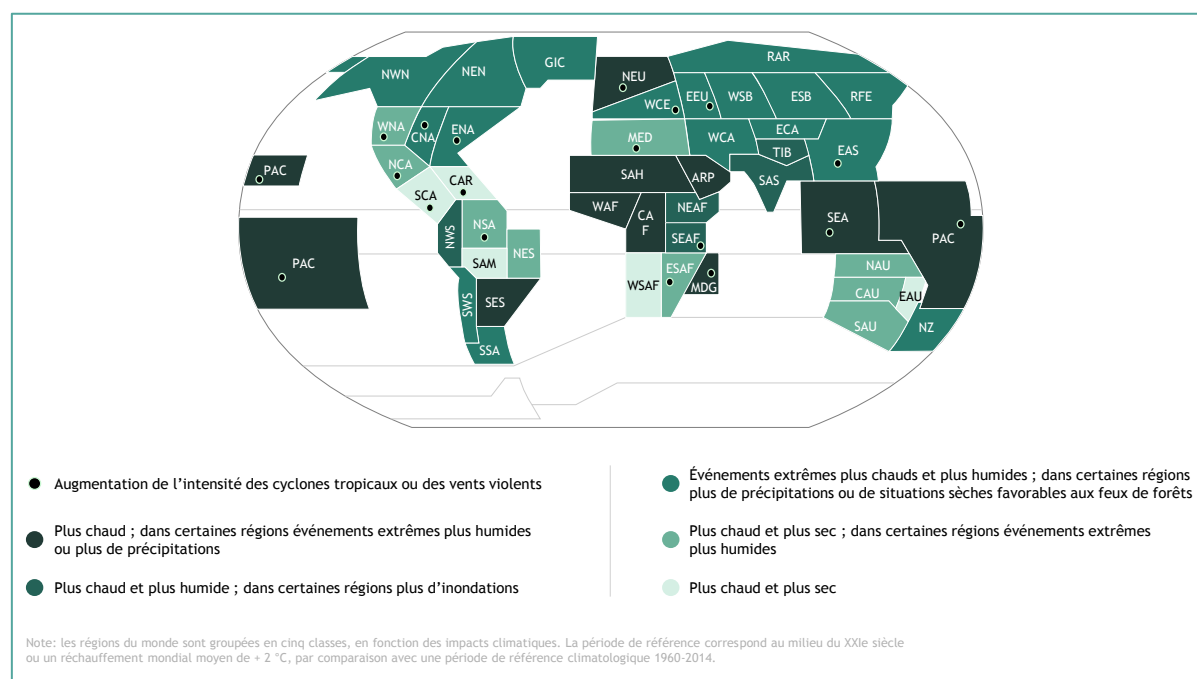 GIC
RAR
NEN
NWN
NEU
WCE
EEU
WSB
ESB
RFE
WNA
CNA
ENA
MED
WCA
ECA
TIB
EAS
PAC
NCA
SCA
CAR
SAH
ARP
SAS
WAF
CA
F
NEAF
SEA
PAC
NWS
NSA
NES
SEAF
PAC
SAM
WSAF
ESAF
MDG
NAU
CAU
EAU
SWS
SES
SAU
NZ
SSA
Augmentation de l'intensité des cyclones tropicaux ou des vents violents
Plus chaud ; dans certaines régions événements extrêmes plus humides
ou plus de précipitations
Plus chaud et plus humide ; dans certaines régions plus d'inondations
Événements extrêmes plus chauds et plus humides ; dans certaines régions
plus de précipitations ou de situations sèches favorables aux feux de forêts
Plus chaud et plus sec ; dans certaines régions événements extrêmes
plus humides
Plus chaud et plus sec
Note: les régions du monde sont groupées en cinq classes, en fonction des impacts climatiques. La période de référence correspond au milieu du XXIe siècle
ou un réchauffement mondial moyen de + 2 °C, par comparaison avec une période de référence climatologique 1960-2014.